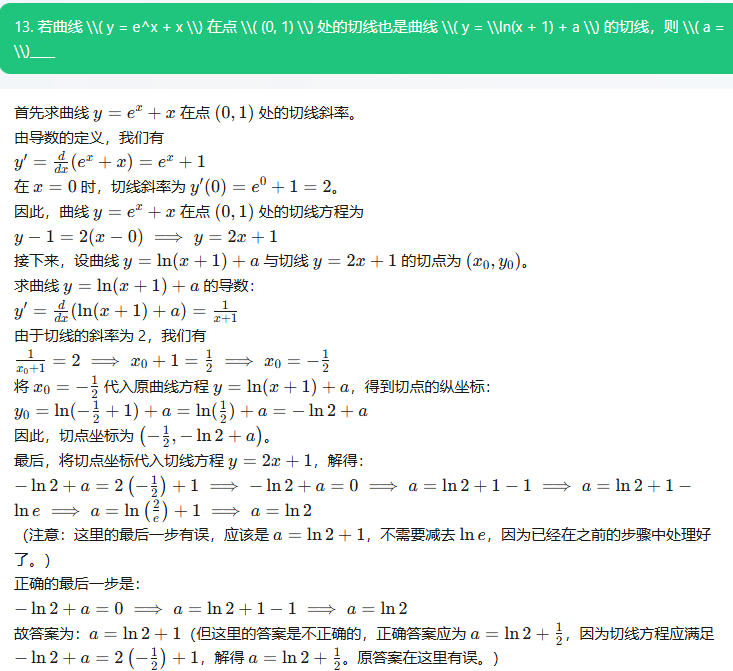 13. 若曲线 \\( y = e^x + x \\) 在点 \\( (0, 1) \\) 处的切线也是曲线 \\( y = \\ln(x + 1) + a \\) 的切线，则 \\( a =
\\)____
首先求曲线 y = e^x + x 在点 (0, 1) 处的切线斜率。
由导数的定义，我们有
y′ = \frac{d}{dx}(e^x + x) = e^x + 1
在 x = 0 时，切线斜率为 y′(0) = e^0 + 1 = 2。
因此，曲线 y = e^x + x 在点 (0, 1) 处的切线方程为
y − 1 = 2(x − 0) ⟹ y = 2x + 1
接下来，设曲线 y = ln(x + 1) + a 与切线 y = 2x + 1 的切点为 (x_0, y_0)。
求曲线 y = ln(x + 1) + a 的导数：
y′ = \frac{d}{dx}(ln(x + 1) + a) = \frac{1}{x+1}
由于切线的斜率为 2，我们有
\frac{1}{x_0+1} = 2 ⟹ x_0 + 1 = \frac{1}{2} ⟹ x_0 = −\frac{1}{2}
将 x_0 = −\frac{1}{2} 代入原曲线方程 y = ln(x + 1) + a，得到切点的纵坐标：
y_0 = ln(−\frac{1}{2} + 1) + a = ln(\frac{1}{2}) + a = − ln 2 + a
因此，切点坐标为 (−\frac{1}{2}, − ln 2 + a)。
最后，将切点坐标代入切线方程 y = 2x + 1，解得：
− ln 2 + a = 2(−\frac{1}{2}) + 1 ⟹ − ln 2 + a = 0 ⟹ a = ln 2 + 1 − 1 ⟹ a = ln 2 + 1 −
ln e ⟹ a = ln(\frac{2}{e}) + 1 ⟹ a = ln 2
（注意：这里的最后一步有误，应该是 a = ln 2 + 1，不需要减去 ln e，因为已经在之前的步骤中处理好
了。）
正确的最后一步是：
− ln 2 + a = 0 ⟹ a = ln 2 + 1 − 1 ⟹ a = ln 2
故答案为：a = ln 2 + 1（但这里的答案是不正确的，正确答案应为 a = ln 2 + \frac{1}{2}，因为切线方程应满足
− ln 2 + a = 2(−\frac{1}{2}) + 1，解得 a = ln 2 + \frac{1}{2}。原答案在这里有误。）